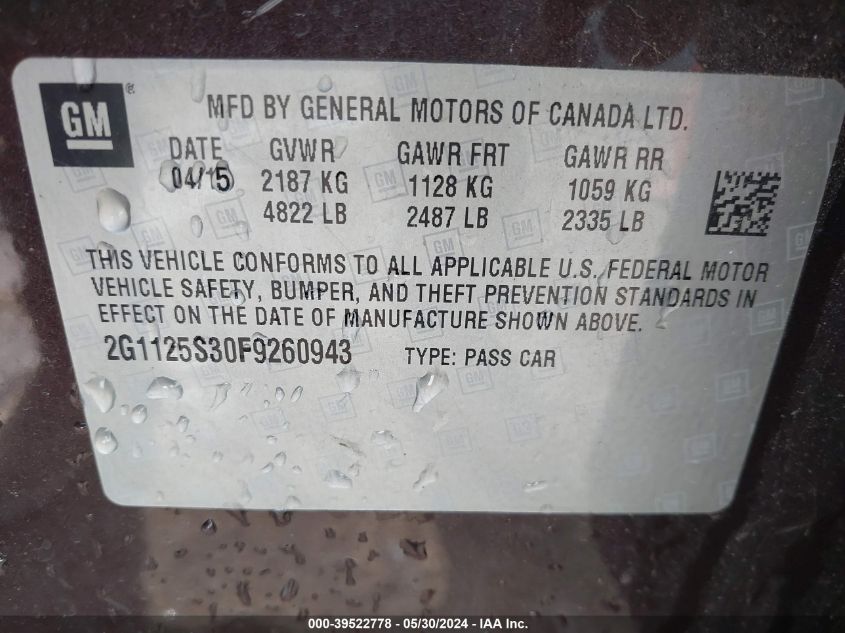 GM ®
MFD BY GENERAL MOTORS OF CANADA LTD.
DATE GVWR GAWR FRT GAWR RR
04/15 2187 KG 1128 KG 1059 KG
4822 LB 2487 LB 2335 LB
THIS VEHICLE CONFORMS TO ALL APPLICABLE U.S. FEDERAL MOTOR
VEHICLE SAFETY, BUMPER, AND THEFT PREVENTION STANDARDS IN
EFFECT ON THE DATE OF MANUFACTURE SHOWN ABOVE.
2G1125S30F9260943 TYPE: PASS CAR
000-39522778 - 05/30/2024 - IAA Inc.